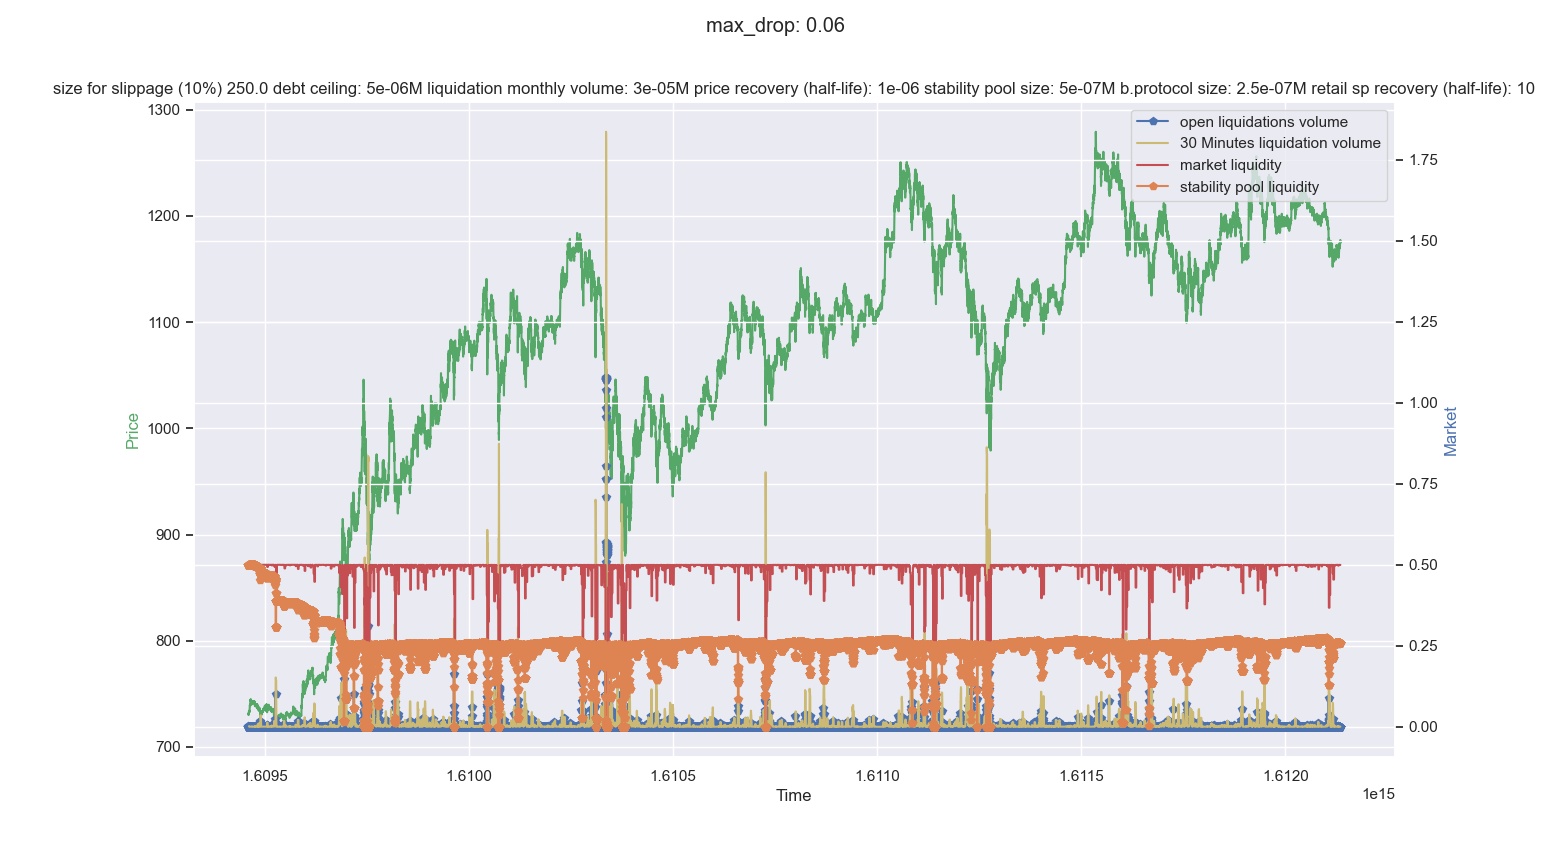 max_drop: 0.06
size for slippage (10%) 250.0 debt ceiling: 5e-06M liquidation monthly volume: 3e-05M price recovery (half-life): 1e-06 stability pool size: 5e-07M b.protocol size: 2.5e-07M retail sp recovery (half-life): 10
open liquidations volume
30 Minutes liquidation volume
market liquidity
stability pool liquidity
1300
1200
1100
1000
900
800
700
Price
1.75
1.50
1.25
1.00
0.75
0.50
0.25
0.00
Market
1.6095 1.6100 1.6105 1.6110 1.6115 1.6120
Time
1e15